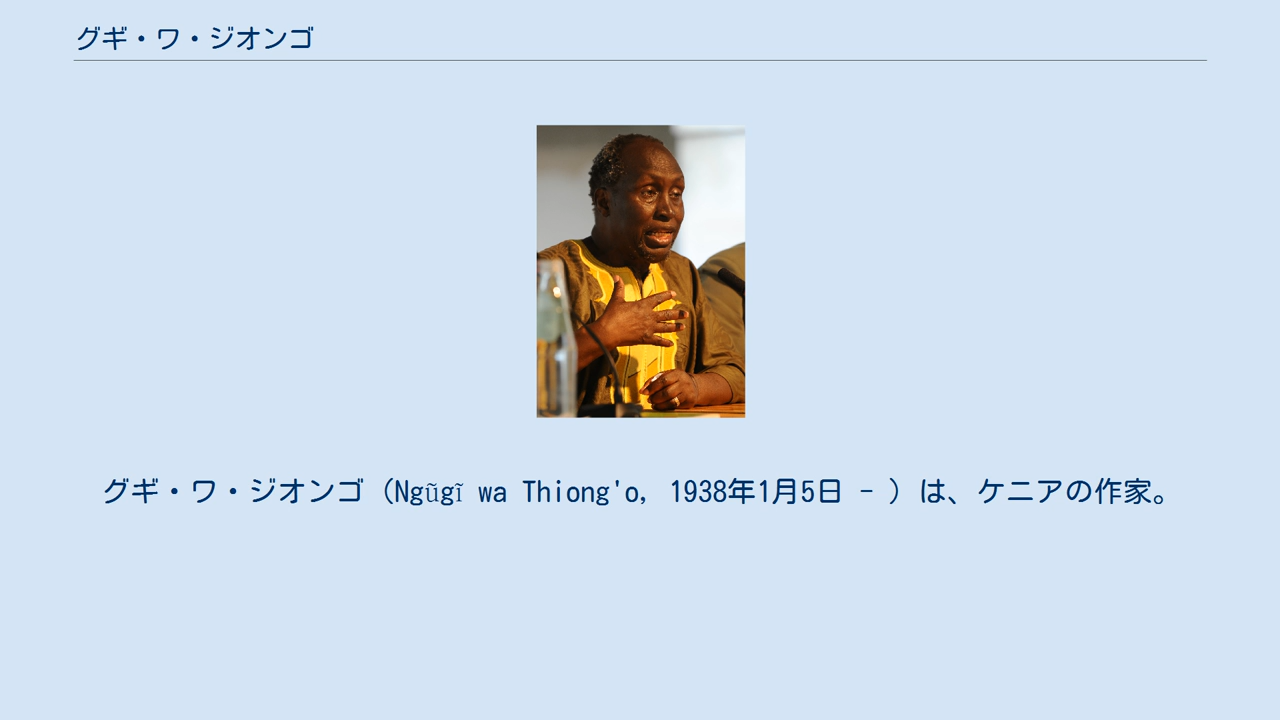 グギ・ワ・ジオンゴ
グギ・ワ・ジオンゴ（Ngũgĩ wa Thiong'o, 1938年1月5日 - ）は、ケニアの作家。